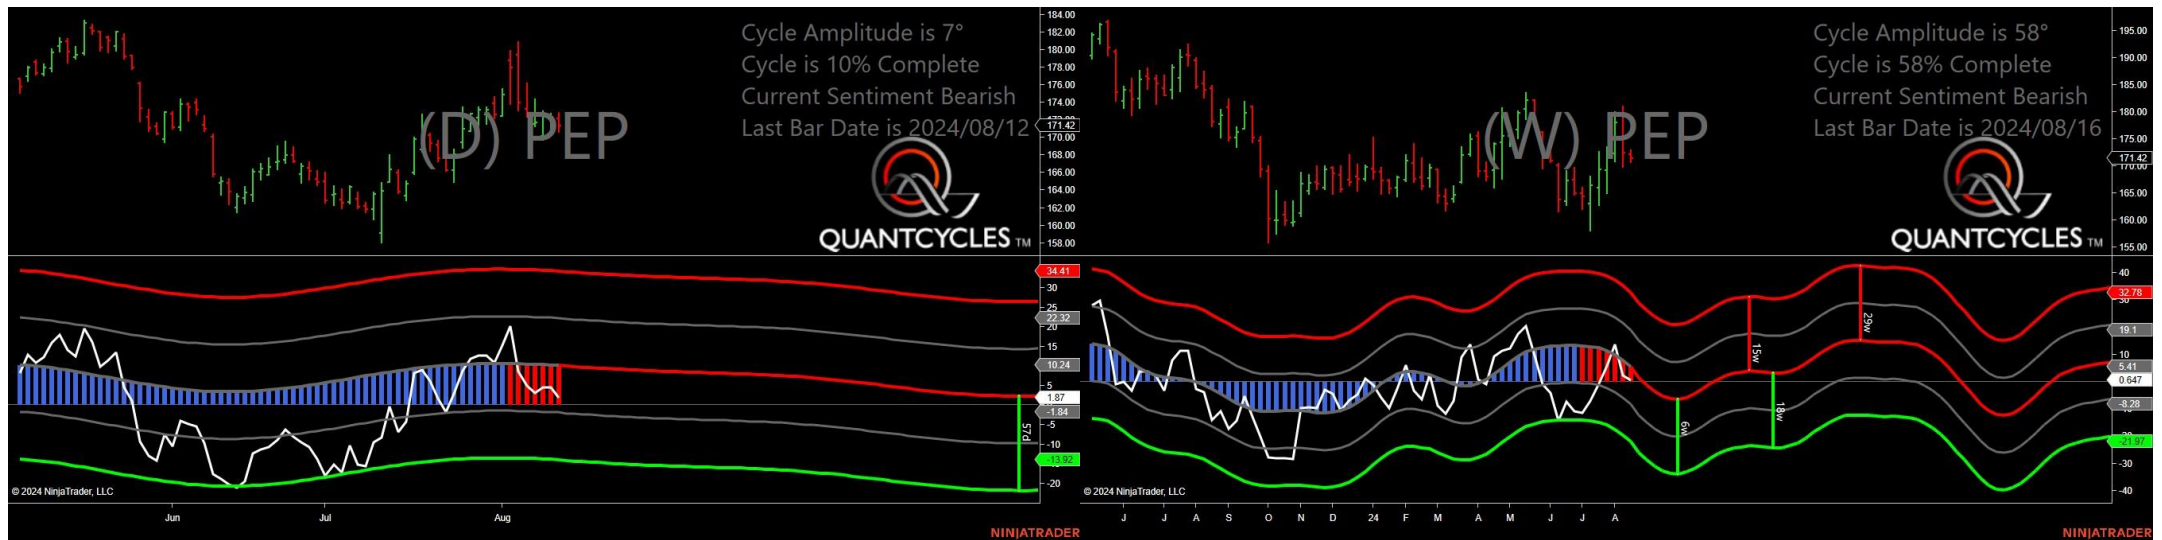 Cycle Amplitude is 7°
Cycle is 10% Complete
Current Sentiment Bearish
Last Bar Date is 2024/08/12
(D) PEP
QUANTCYCLES TM
184.00
182.00
180.00
178.00
176.00
174.00
171.42
170.00
168.00
166.00
164.00
162.00
160.00
158.00
34.41
30
25
22.32
20
15
10.24
5
1.87
-1.84
-5
-10
-13.92
-20
57d
© 2024 NinjaTrader, LLC
Jun
Jul
Aug
NINJATRADER
Cycle Amplitude is 58°
Cycle is 58% Complete
Current Sentiment Bearish
Last Bar Date is 2024/08/16
(W) PEP
QUANTCYCLES TM
195.00
190.00
185.00
180.00
175.00
171.42
170.00
165.00
160.00
155.00
40
32.78
30
19.1
10
5.41
0.647
-8.28
-21.97
-30
-40
15w
29w
6w
18w
© 2024 NinjaTrader, LLC
J J A S O N D 24 F M A M J J A
NINJATRADER